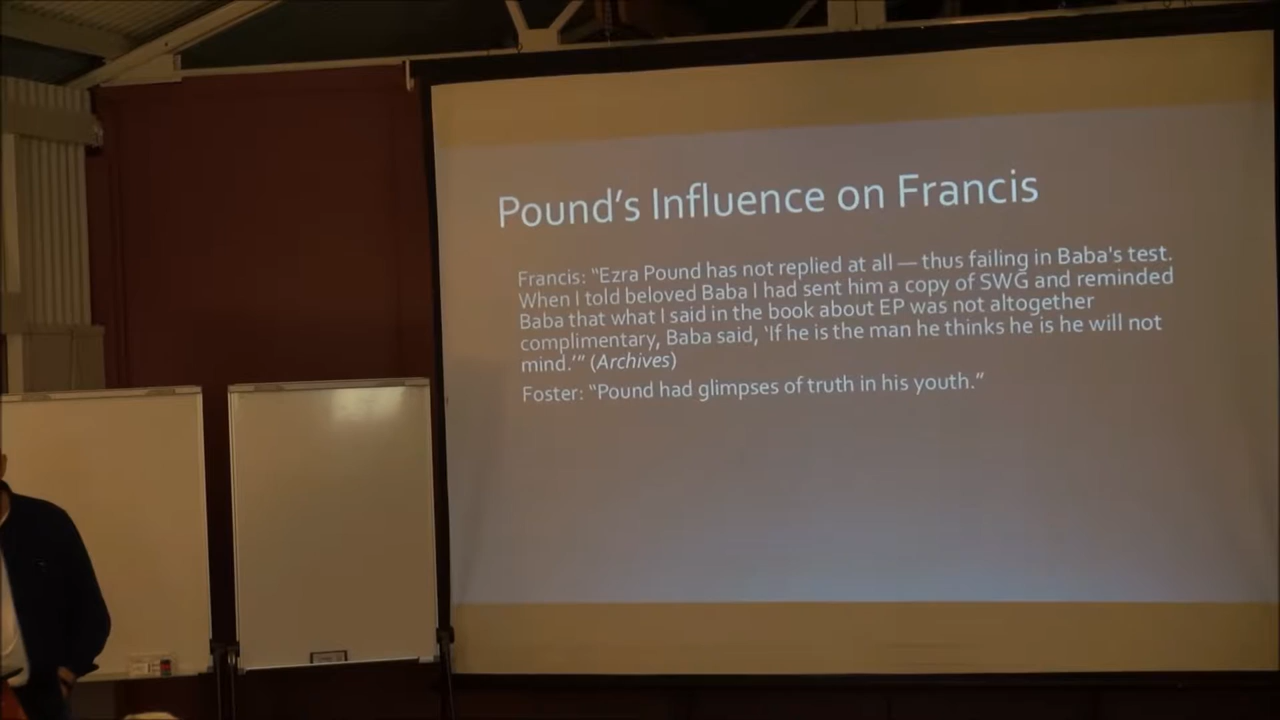 Pound's Influence on Francis
Francis: “Ezra Pound has not replied at all — thus failing in Baba's test.
When I told beloved Baba I had sent him a copy of SWG and reminded
Baba that what I said in the book about EP was not altogether
complimentary, Baba said, ‘If he is the man he thinks he is he will not
mind.’” (Archives)
Foster: “Pound had glimpses of truth in his youth.”